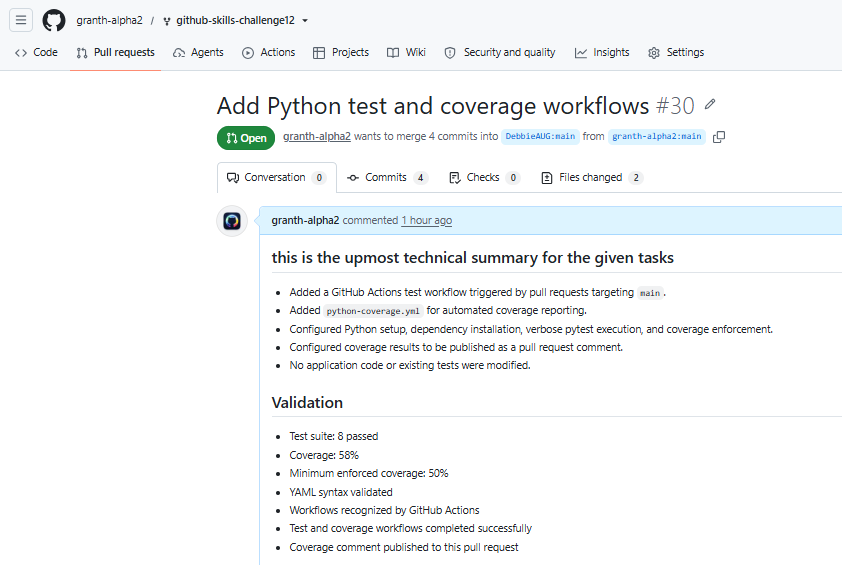 granth-alpha2 / github-skills-challenge12
Code Pull requests Agents Actions Projects Wiki Security and quality Insights Settings
Add Python test and coverage workflows #30
Open granth-alpha2 wants to merge 4 commits into DebbieAUG:main from granth-alpha2:main
Conversation 0 Commits 4 Checks 0 Files changed 2
granth-alpha2 commented 1 hour ago
this is the upmost technical summary for the given tasks
• Added a GitHub Actions test workflow triggered by pull requests targeting main.
• Added python-coverage.yml for automated coverage reporting.
• Configured Python setup, dependency installation, verbose pytest execution, and coverage enforcement.
• Configured coverage results to be published as a pull request comment.
• No application code or existing tests were modified.
Validation
• Test suite: 8 passed
• Coverage: 58%
• Minimum enforced coverage: 50%
• YAML syntax validated
• Workflows recognized by GitHub Actions
• Test and coverage workflows completed successfully
• Coverage comment published to this pull request